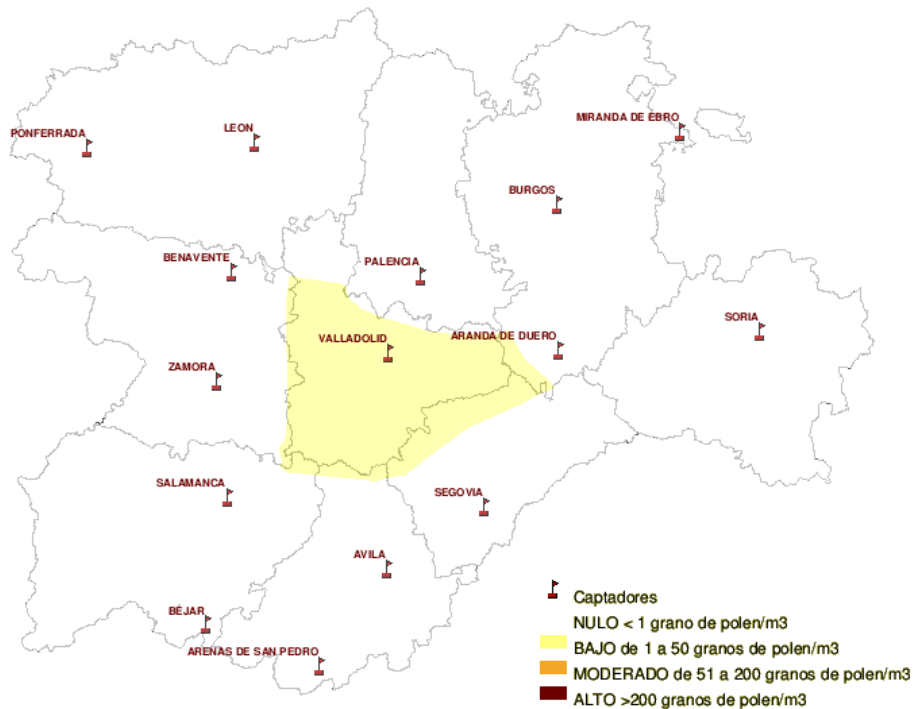 MIRANDA DE EBRO
PONFERRADA
LEON
BURGOS
BENAVENTE
PALENCIA
SORIA
VALLADOLID
ARANDA DE DUERO
ZAMORA
SALAMANCA
SEGOVIA
AVILA
BÉJAR
ARENAS DE SAN PEDRO
Captadores
NULO < 1 grano de polen/m3
BAJO de 1 a 50 granos de polen/m3
MODERADO de 51 a 200 granos de polen/m3
ALTO >200 granos de polen/m3